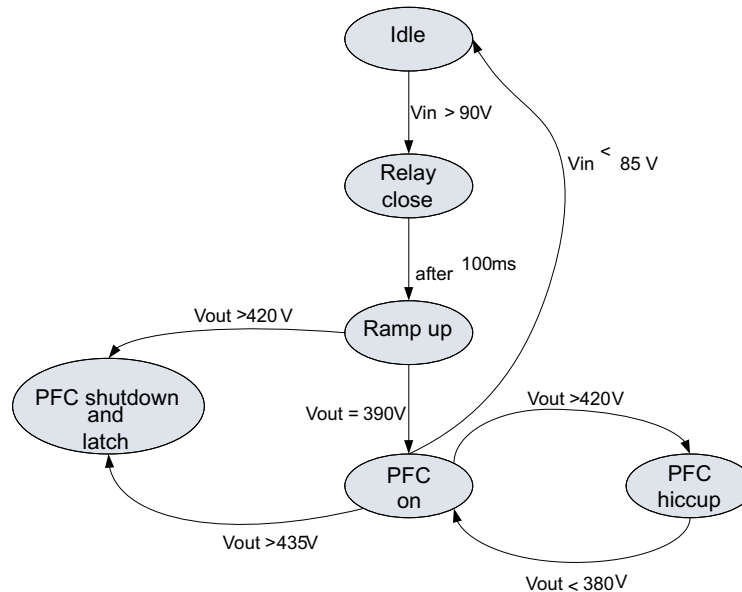 Idle
Vin > 90V
Vin < 85 V
Relay
close
after 100ms
Vout >420 V
Ramp up
PFC shutdown
and
latch
Vout = 390V
Vout >420V
PFC
on
PFC
hiccup
Vout >435V
Vout < 380V